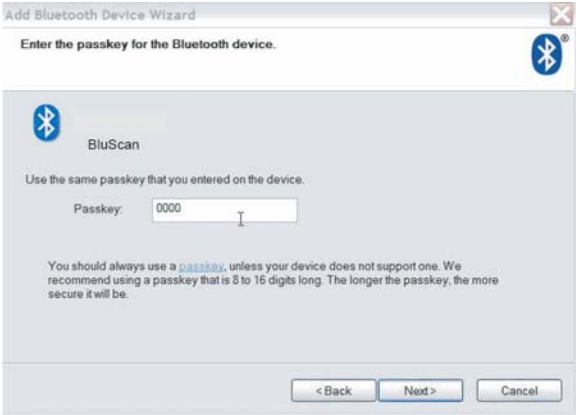 Add Bluetooth Device Wizard
Enter the passkey for the Bluetooth device.
BluScan
Use the same passkey that you entered on the device.
Passkey: 0000
You should always use a passkey, unless your device does not support one. We
recommend using a passkey that is 8 to 16 digits long. The longer the passkey, the more
secure it will be.
< Back Next > Cancel